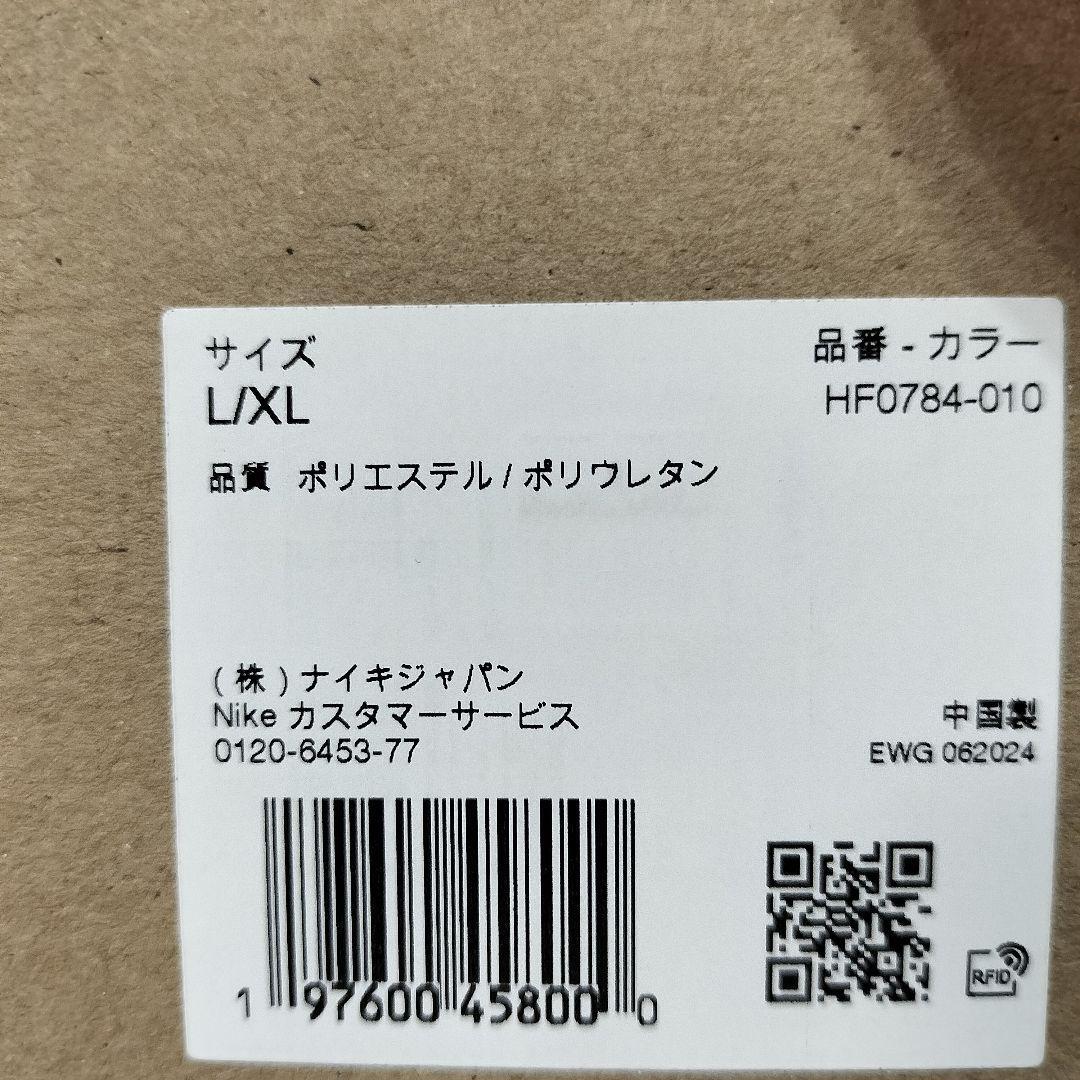 サイズ
L/XL
品番 - カラー
HF0784-010
品質 ポリエステル / ポリウレタン
( 株 ) ナイキジャパン
Nike カスタマーサービス
0120-6453-77
中国製
EWG 062024
1 97600 45800 0
RFID